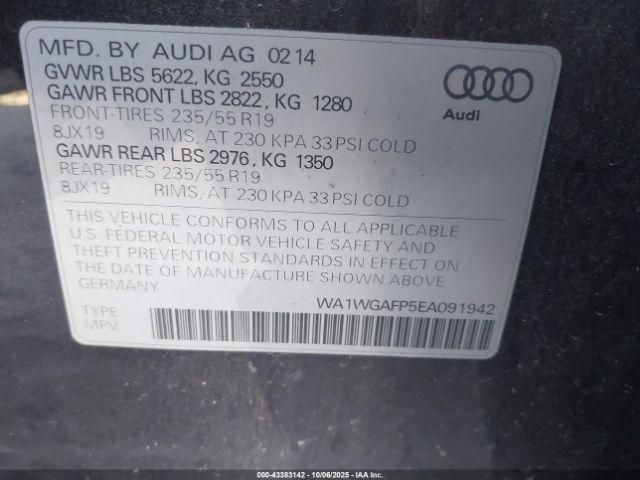 MFD. BY AUDI AG 02 14
GVWR LBS 5622, KG 2550
GAWR FRONT LBS 2822, KG 1280
FRONT-TIRES 235/55 R19
8JX19 RIMS, AT 230 KPA 33 PSI COLD
GAWR REAR LBS 2976, KG 1350
REAR-TIRES 235/55 R19
8JX19 RIMS, AT 230 KPA 33 PSI COLD
Audi
THIS VEHICLE CONFORMS TO ALL APPLICABLE
U.S. FEDERAL MOTOR VEHICLE SAFETY AND
THEFT PREVENTION STANDARDS IN EFFECT ON
THE DATE OF MANUFACTURE SHOWN ABOVE
GERMANY
WA1WGAFP5EA091942
TYPE
MPV
00-43383142 - 10/06/2025 - © IAA, Inc.